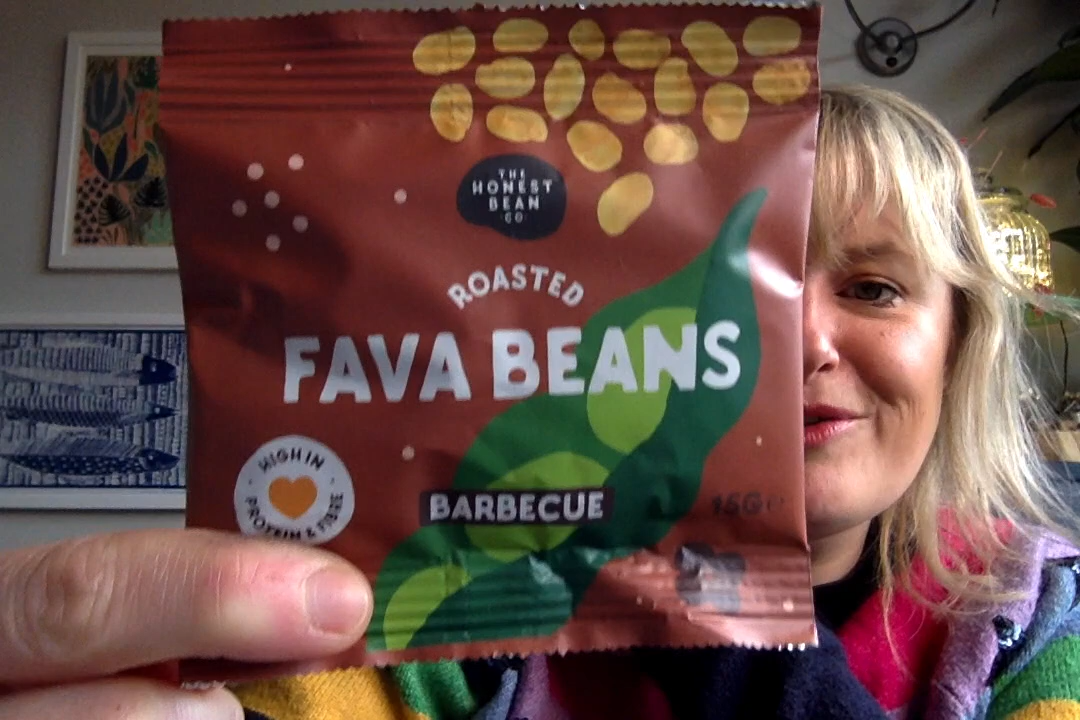 THE
HONEST
BEAN
CO
ROASTED
FAVA BEANS
HIGH IN
PROTEIN & FIBRE
BARBECUE
15G